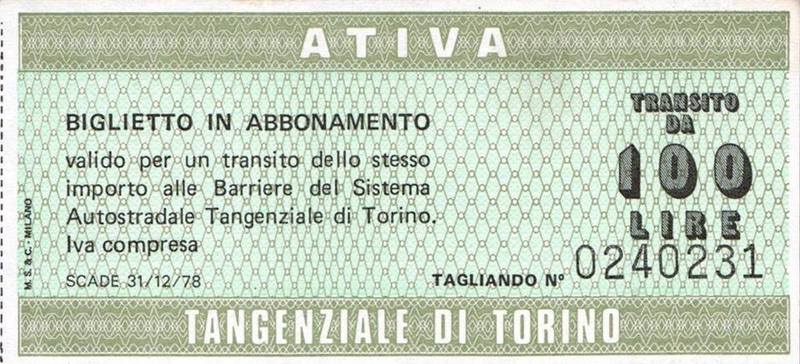 ATIVA
BIGLIETTO IN ABBONAMENTO
valido per un transito dello stesso
importo alle Barriere del Sistema
Autostradale Tangenziale di Torino.
Iva compresa
SCADE 31/12/78
M. S. & C. - MILANO
TRANSITO
DA
100
LIRE
TAGLIANDO N° 0240231
TANGENZIALE DI TORINO